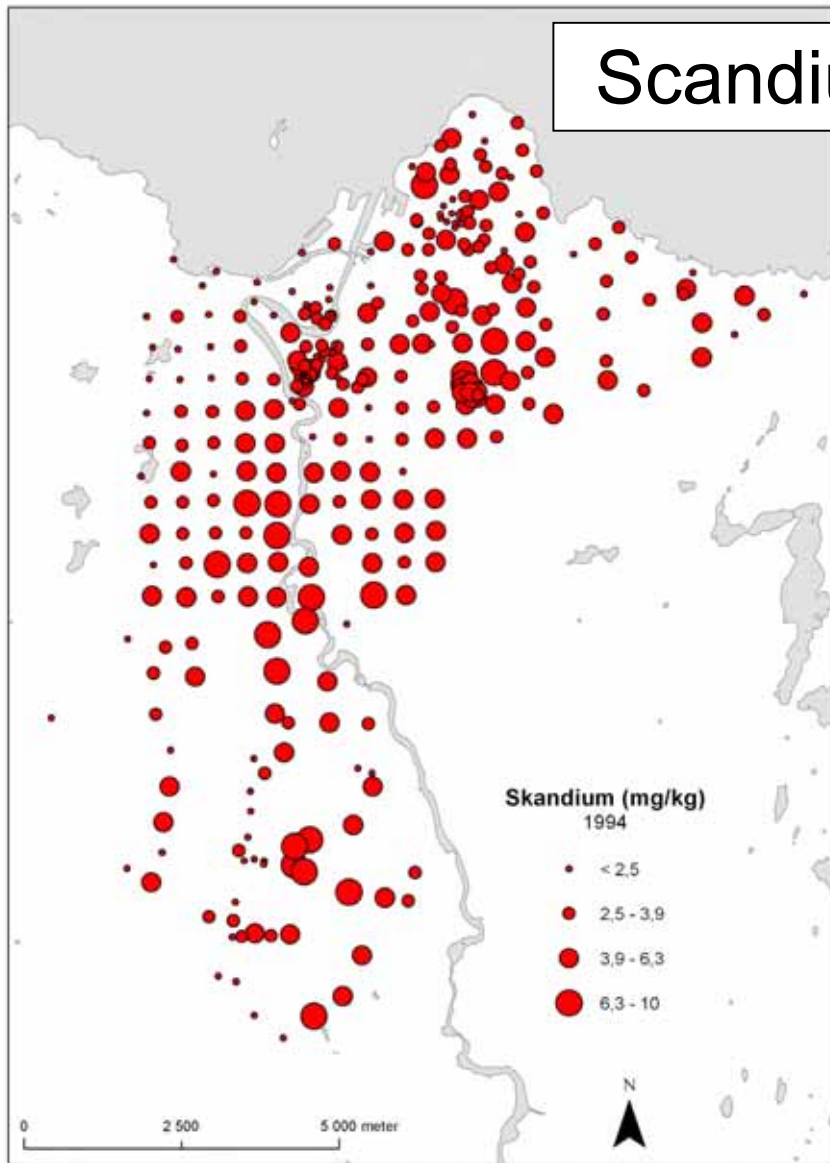 Scandiu
Skandium (mg/kg)
1994
< 2,5
2,5 - 3,9
3,9 - 6,3
6,3 - 10
N
0 2 500 5 000 meter